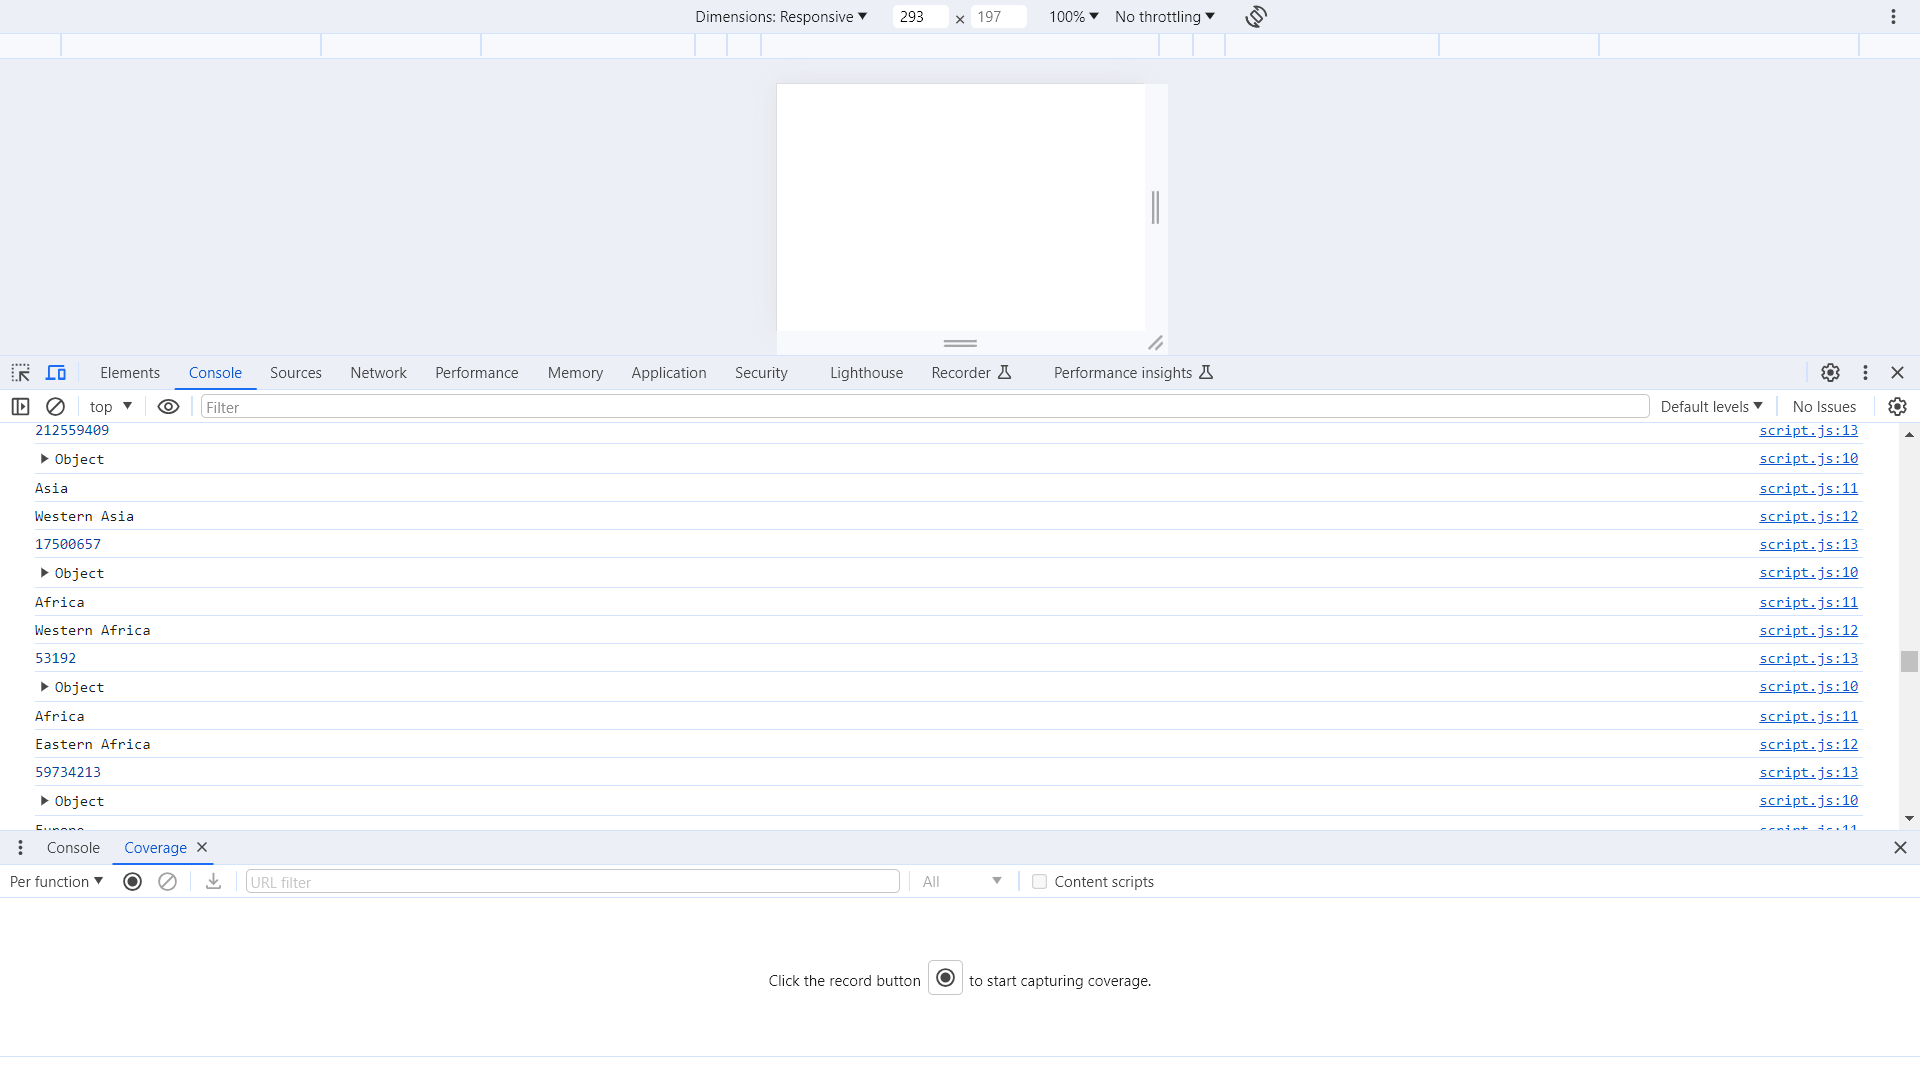 Dimensions: Responsive 293 × 197 100% No throttling
Elements Console Sources Network Performance Memory Application Security Lighthouse Recorder Performance insights
top Filter Default levels No Issues
212559409 script.js:13
Object script.js:10
Asia script.js:11
Western Asia script.js:12
17500657 script.js:13
Object script.js:10
Africa script.js:11
Western Africa script.js:12
53192 script.js:13
Object script.js:10
Africa script.js:11
Eastern Africa script.js:12
59734213 script.js:13
Object script.js:10
Europe script.js:11
Console Coverage
Per function URL filter All Content scripts
Click the record button to start capturing coverage.